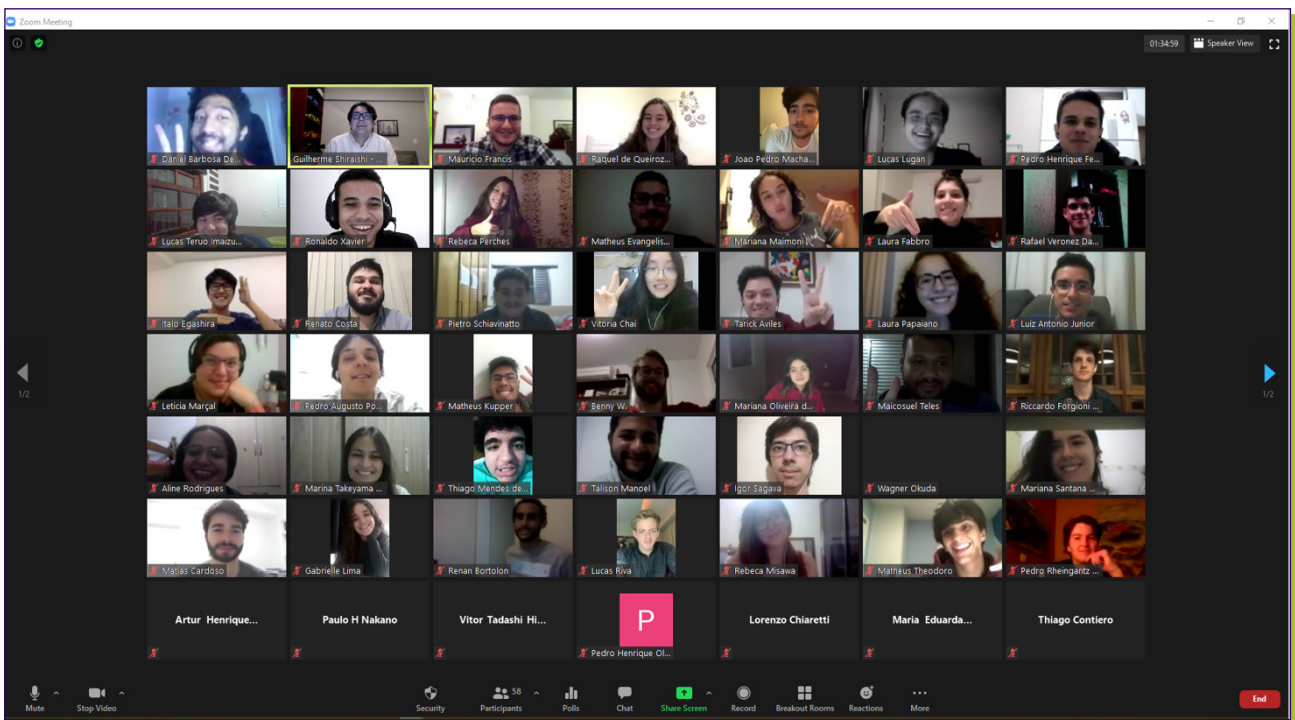 Zoom Meeting
01:34:59 Speaker View
Daniel Barbosa De...
Guilherme Shiraishi - ...
Mauricio Francis
Raquel de Queiroz...
Joao Pedro Macha...
Lucas Lugan
Pedro Henrique Fe...
Lucas Teruo Imaizu...
Ronaldo Xavier
Rebeca Perches
Matheus Evangelis...
Mariana Maimoni
Laura Fabbro
Rafael Veronez Da...
Italo Egashira
Renato Costa
Pietro Schiavinatto
Vitoria Chai
Tarick Aviles
Laura Papaiano
Luiz Antonio Junior
1/2
1/2
Leticia Marçal
Pedro Augusto Po...
Matheus Kupper
Benny W.
Mariana Oliveira d...
Maicosuel Teles
Riccardo Forgioni ...
Aline Rodrigues
Marina Takeyama ...
Thiago Mendes de...
Talison Manoel
Igor Sagava
Wagner Okuda
Mariana Santana ...
Matias Cardoso
Gabrielle Lima
Renan Bortolon
Lucas Riva
Rebeca Misawa
Matheus Theodoro
Pedro Rheingantz ...
Artur Henrique...
Paulo H Nakano
Vitor Tadashi Hi...
P
Pedro Henrique Ol...
Lorenzo Chiaretti
Maria Eduarda...
Thiago Contiero
Mute
Stop Video
Security
58
Participants
Polls
Chat
Share Screen
Record
Breakout Rooms
Reactions
More
End